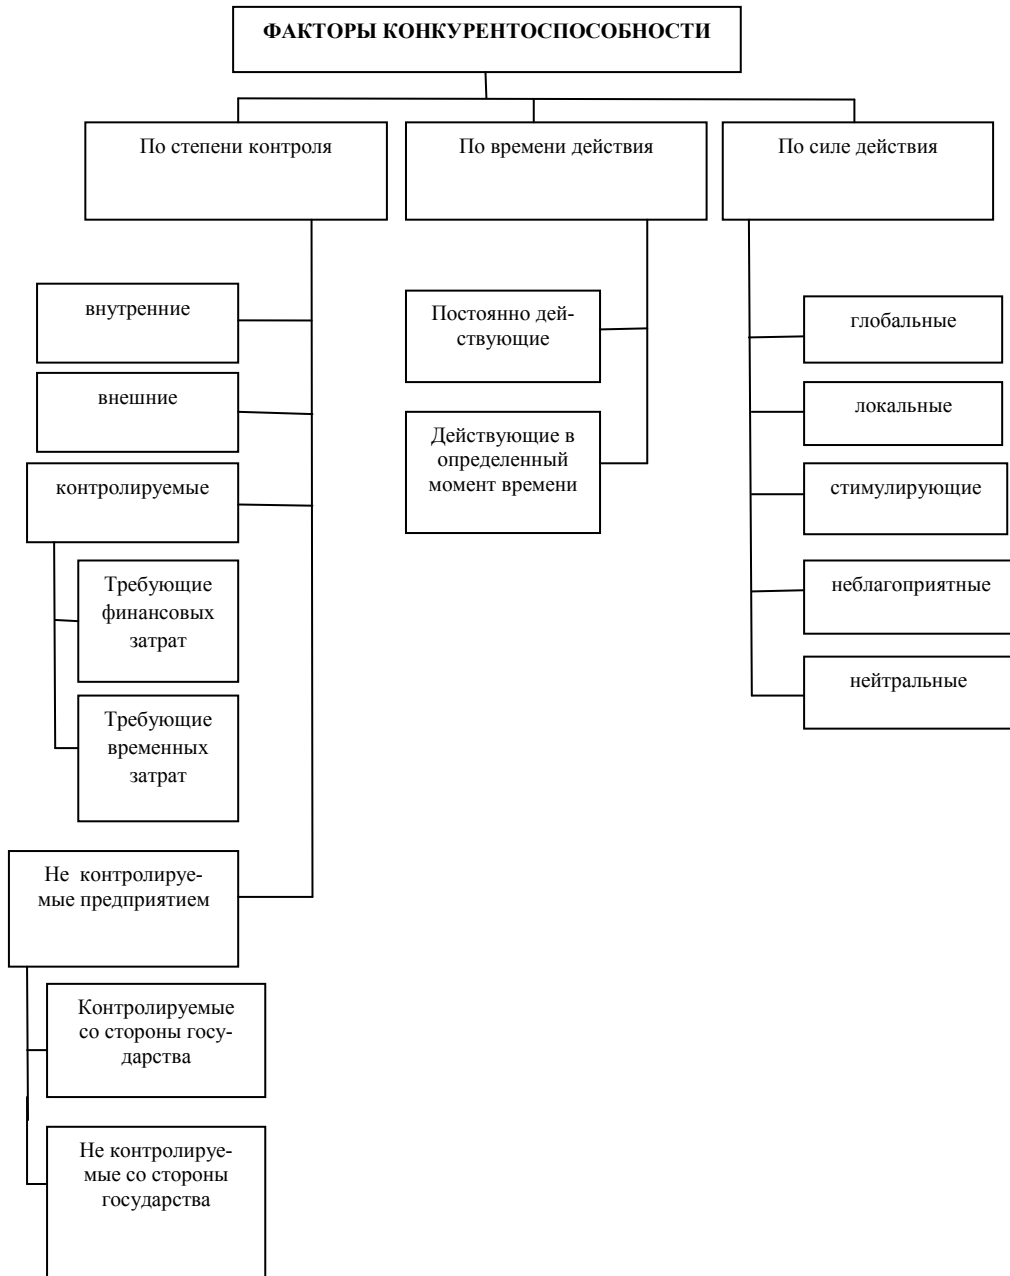 ФАКТОРЫ КОНКУРЕНТОСПОСОБНОСТИ
По степени контроля
По времени действия
По силе действия
внутренние
внешние
контролируемые
Требующие
финансовых
затрат
Требующие
временных
затрат
Не контролируе-
мые предприятием
Контролируемые
со стороны госу-
дарства
Не контролируе-
мые со стороны
государства
Постоянно дей-
ствующие
Действующие в
определенный
момент времени
глобальные
локальные
стимулирующие
неблагоприятные
нейтральные